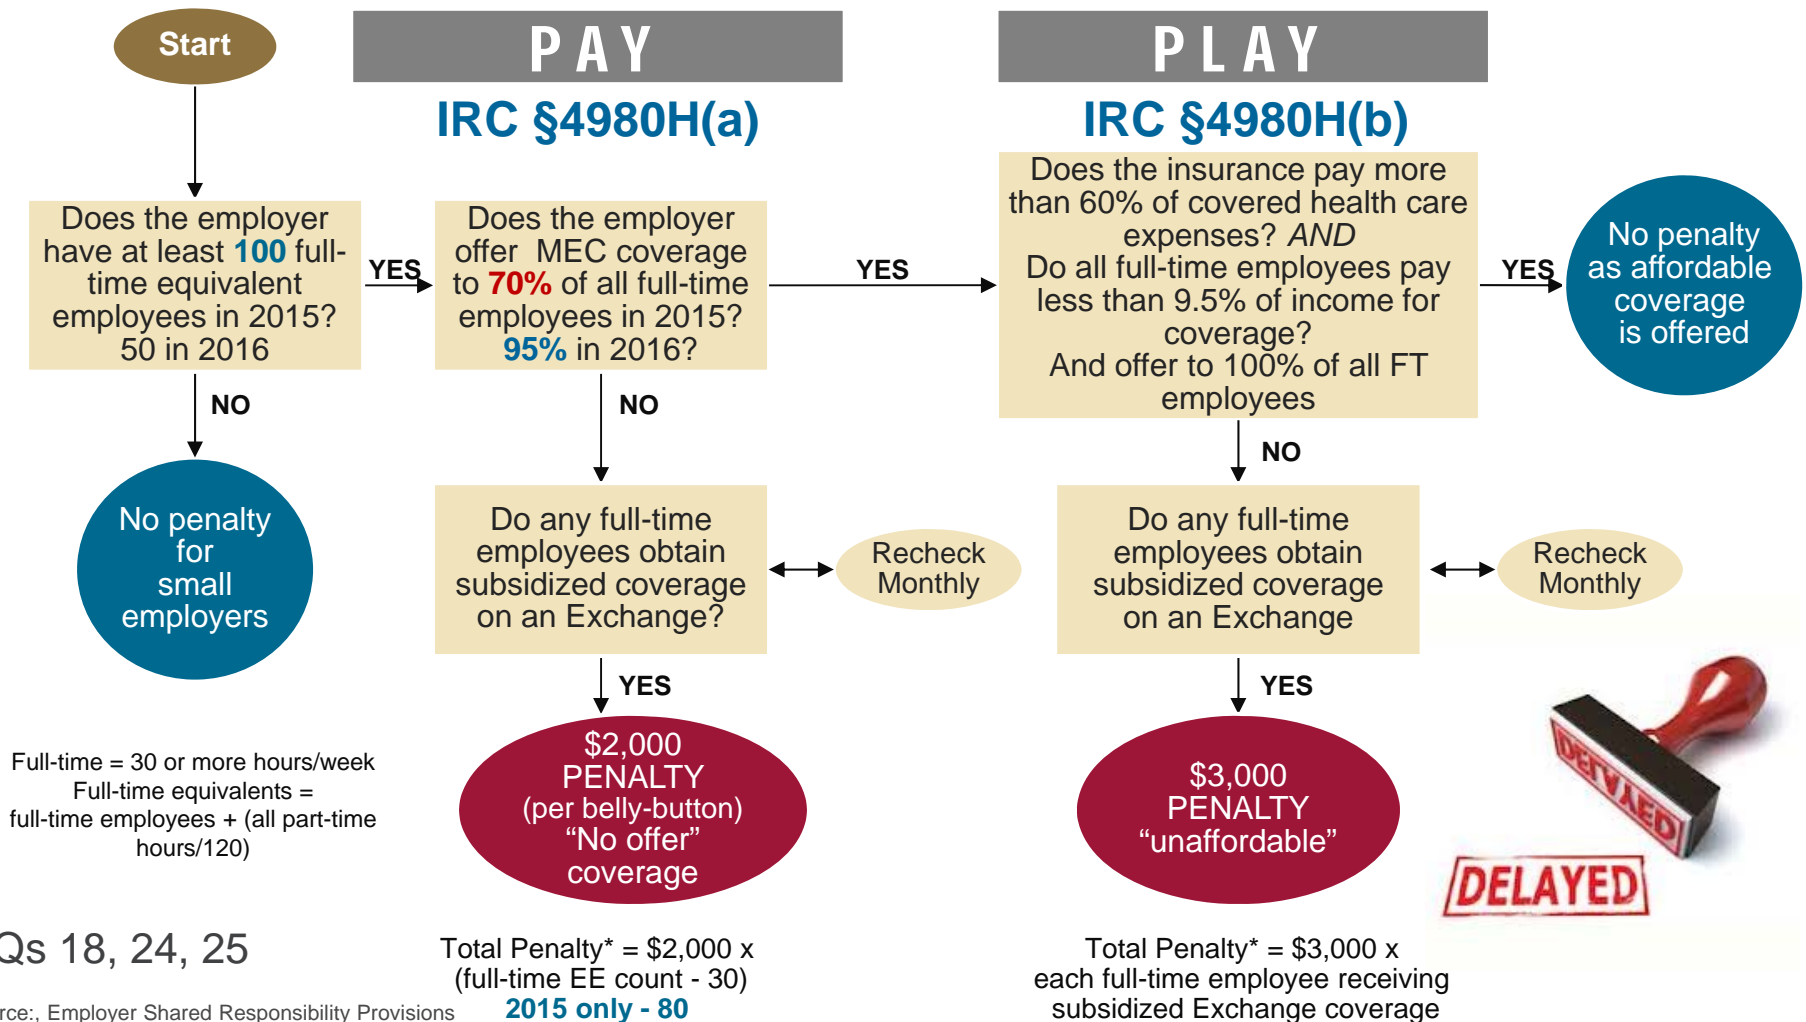 Start
PAY
PLAY
IRC §4980H(a)
IRC §4980H(b)
Does the employer
have at least 100 full-
time equivalent
employees in 2015?
50 in 2016
YES
Does the employer
offer MEC coverage
to 70% of all full-time
employees in 2015?
95% in 2016?
YES
Does the insurance pay more
than 60% of covered health care
expenses? AND
Do all full-time employees pay
less than 9.5% of income for
coverage?
And offer to 100% of all FT
employees
YES
No penalty
as affordable
coverage
is offered
NO
NO
NO
No penalty
for
small
employers
Do any full-time
employees obtain
subsidized coverage
on an Exchange?
Recheck
Monthly
Do any full-time
employees obtain
subsidized coverage
on an Exchange
Recheck
Monthly
YES
YES
Full-time = 30 or more hours/week
Full-time equivalents =
full-time employees + (all part-time
hours/120)
$2,000
PENALTY
(per belly-button)
“No offer”
coverage
$3,000
PENALTY
“unaffordable”
DELAYED
DELAYED
Qs 18, 24, 25
Total Penalty* = $2,000 x
(full-time EE count - 30)
2015 only - 80
Total Penalty* = $3,000 x
each full-time employee receiving
subsidized Exchange coverage
rce:, Employer Shared Responsibility Provisions